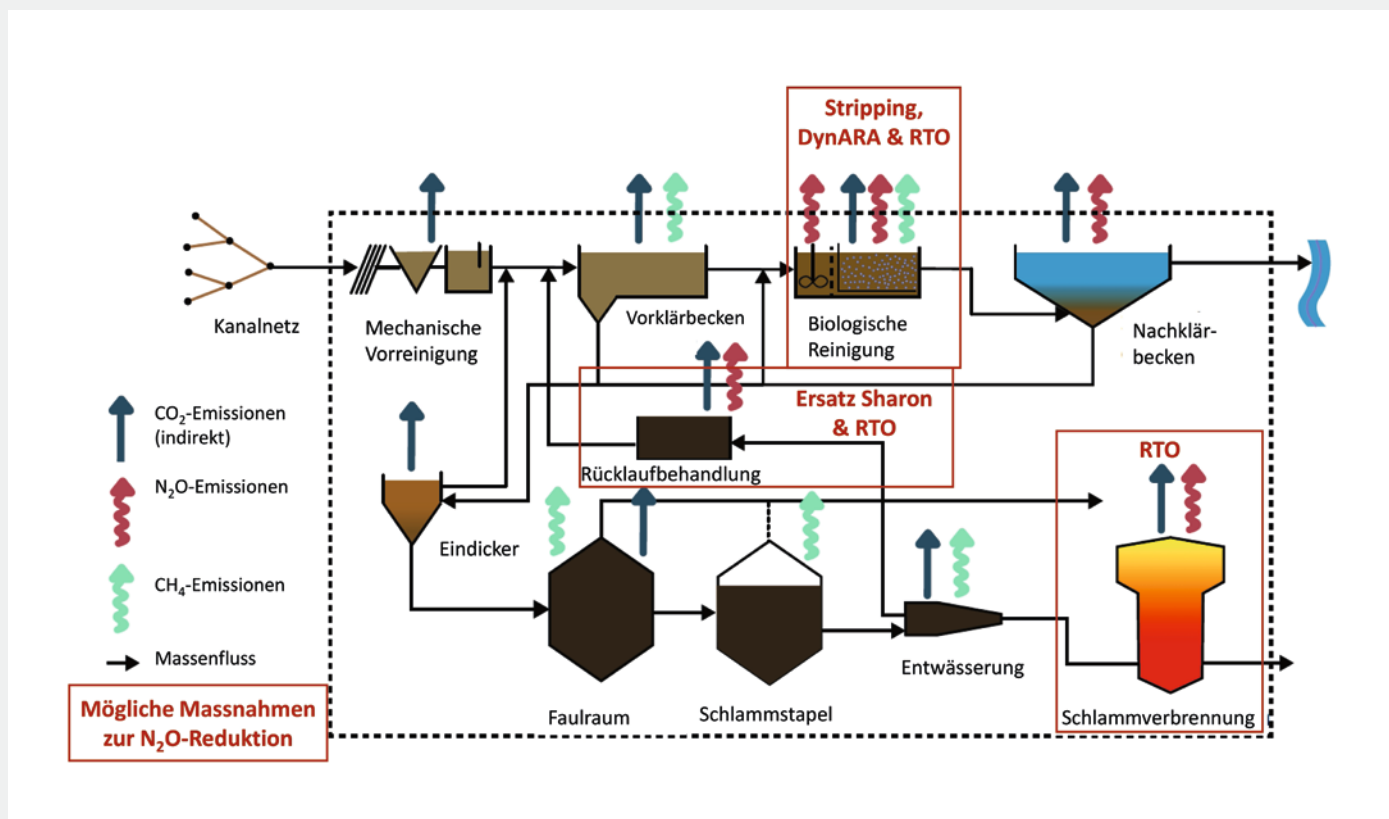 Stripping,
DynARA & RTO
Kanalnetz
Mechanische
Vorreinigung
Vorklärbecken
Biologische
Reinigung
Nachklär-
becken
CO₂-Emissionen
(indirekt)
N₂O-Emissionen
CH₄-Emissionen
Massenfluss
Ersatz Sharon
& RTO
Rücklaufbehandlung
RTO
Eindicker
Faulraum
Schlammstapel
Entwässerung
Schlammverbrennung
Mögliche Massnahmen
zur N₂O-Reduktion